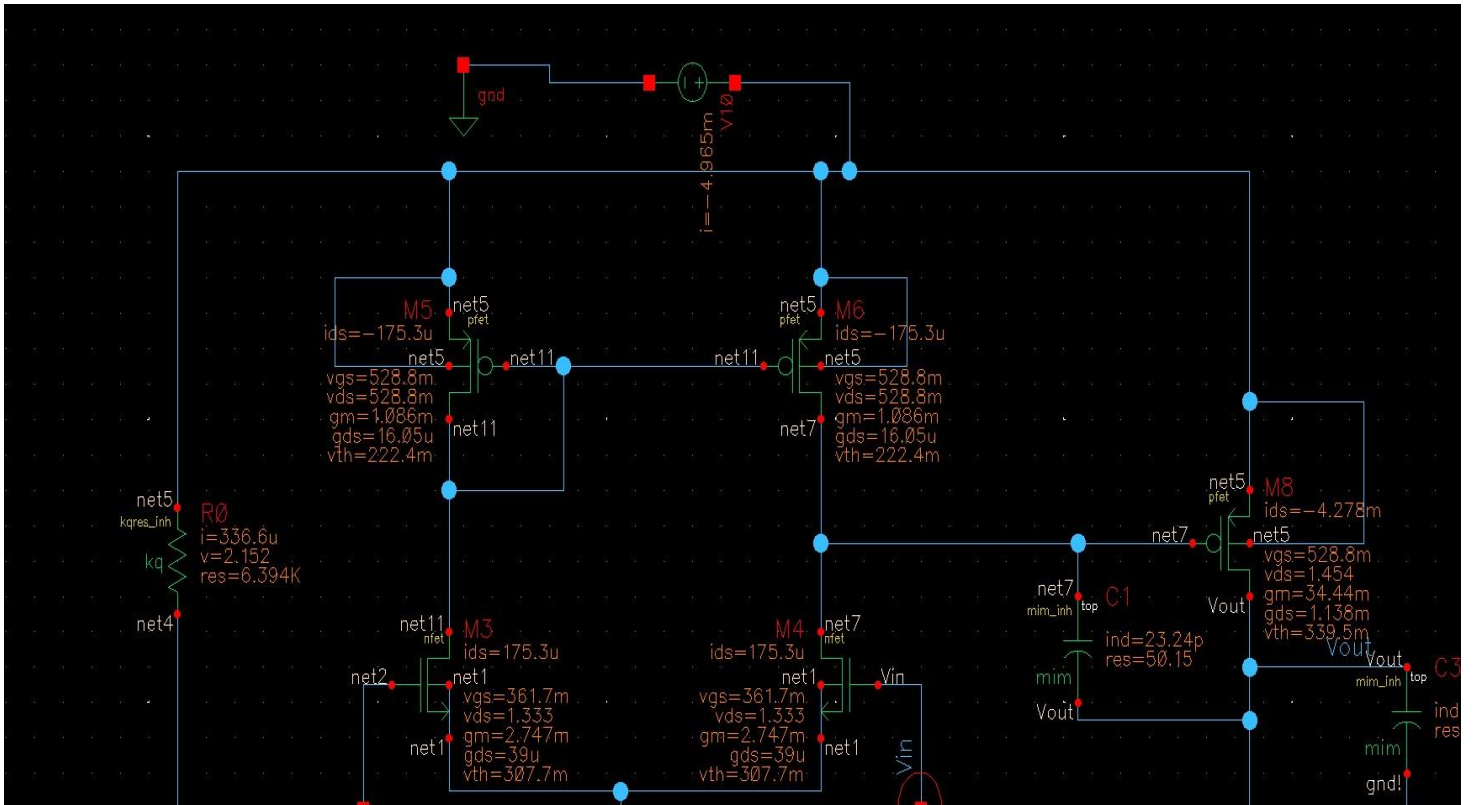 gnd
V10
i=-4.965m
M5
net5
pfet
ids=-175.3u
net5
net11
vgs=528.8m
vds=528.8m
gm=1.086m
gds=16.05u
vth=222.4m
net11
net5
M6
pfet
ids=-175.3u
net11
net5
vgs=528.8m
vds=528.8m
gm=1.086m
gds=16.05u
vth=222.4m
net7
net5
kqres_inh
R0
i=336.6u
v=2.152
res=6.394K
kq
net4
net5
M8
pfet
ids=-4.278m
net7
net5
vgs=528.8m
vds=1.454
gm=34.44m
gds=1.138m
vth=339.5m
Vout
net7
mim_inh
top
C1
ind=23.24p
res=50.15
mim
Vout
net11
M3
nfet
ids=175.3u
net2
net1
vgs=361.7m
vds=1.333
gm=2.747m
gds=39u
vth=307.7m
net1
M4
net7
nfet
ids=175.3u
net1
Vin
vgs=361.7m
vds=1.333
gm=2.747m
gds=39u
vth=307.7m
net1
Vin
Vout
Vout
mim_inh
top
C3
ind
res
mim
gnd!